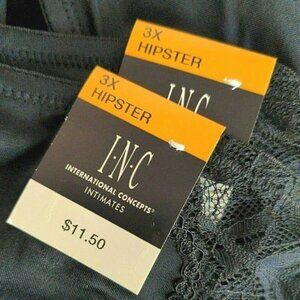 3X
HIPSTER
I·N·C
3X
HIPSTER
I·N·C
INTERNATIONAL CONCEPTS®
INTIMATES
$11.50